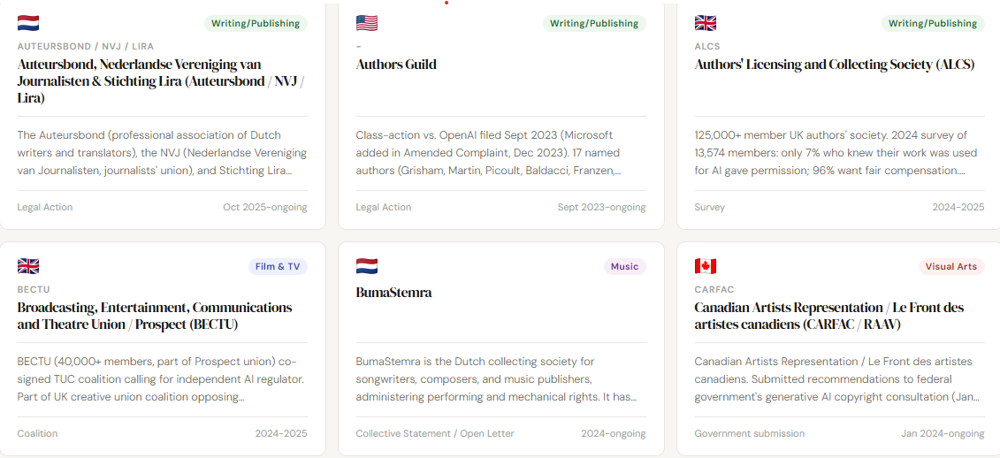 Writing/Publishing
AUTEURSBOND / NVJ / LIRA
Auteursbond, Nederlandse Vereniging van
Journalisten & Stichting Lira (Auteursbond / NVJ /
Lira)
The Auteursbond (professional association of Dutch
writers and translators), the NVJ (Nederlandse Vereniging
van Journalisten, journalists' union), and Stichting Lira...
Legal Action
Oct 2025–ongoing
Writing/Publishing
–
Authors Guild
Class-action vs. OpenAI filed Sept 2023 (Microsoft
added in Amended Complaint, Dec 2023). 17 named
authors (Grisham, Martin, Picoult, Baldacci, Franzen,...
Legal Action
Sept 2023–ongoing
Writing/Publishing
ALCS
Authors' Licensing and Collecting Society (ALCS)
125,000+ member UK authors' society. 2024 survey of
13,574 members: only 7% who knew their work was used
for AI gave permission; 96% want fair compensation....
Survey
2024–2025
Film & TV
BECTU
Broadcasting, Entertainment, Communications
and Theatre Union / Prospect (BECTU)
BECTU (40,000+ members, part of Prospect union) co-
signed TUC coalition calling for independent AI regulator.
Part of UK creative union coalition opposing...
Coalition
2024–2025
Music
BumaStemra
BumaStemra is the Dutch collecting society for
songwriters, composers, and music publishers,
administering performing and mechanical rights. It has...
Collective Statement / Open Letter
2024–ongoing
Visual Arts
CARFAC
Canadian Artists Representation / Le Front des
artistes canadiens (CARFAC / RAAV)
Canadian Artists Representation / Le Front des artistes
canadiens. Submitted recommendations to federal
government's generative AI copyright consultation (Jan...
Government submission
Jan 2024–ongoing